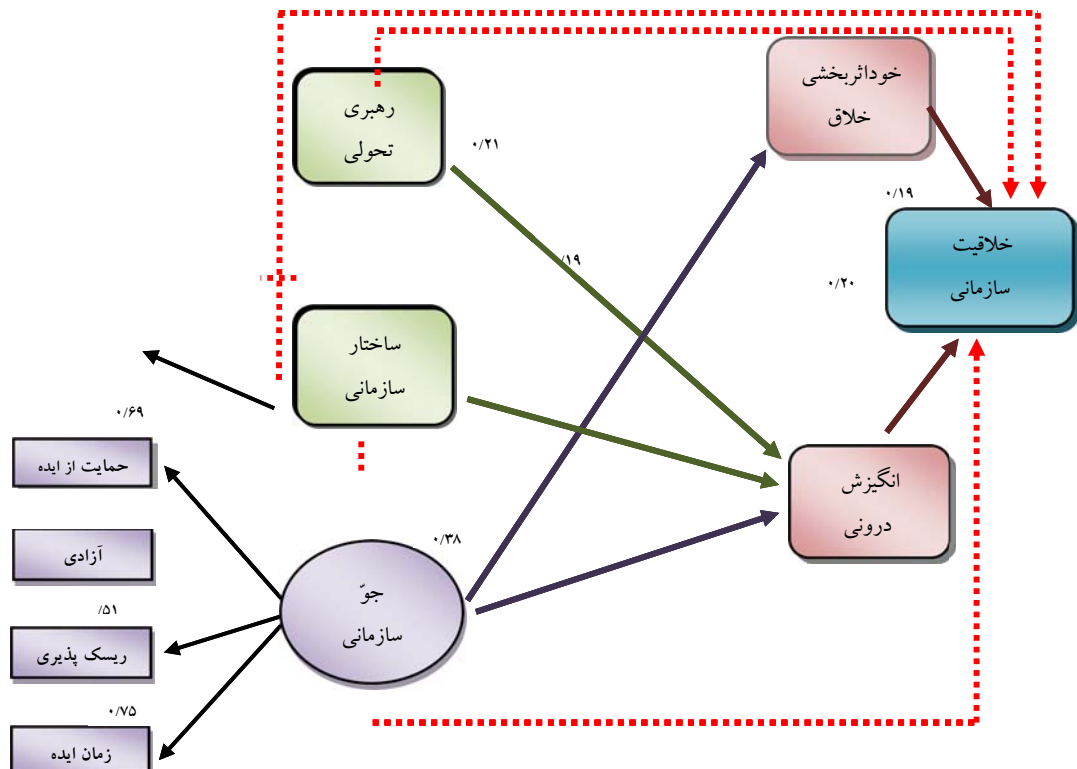 خوداثربخشی
خلاق
رهبری
تحولی
۰/۲۱
۰/۱۹
خلاقیت
سازمانی
/۱۹
۰/۲۰
ساختار
سازمانی
۰/۶۹
حمایت از ایده
انگیزش
درونی
آزادی
۰/۳۸
جوّ
سازمانی
/۵۱
ریسک پذیری
۰/۷۵
زمان ایده